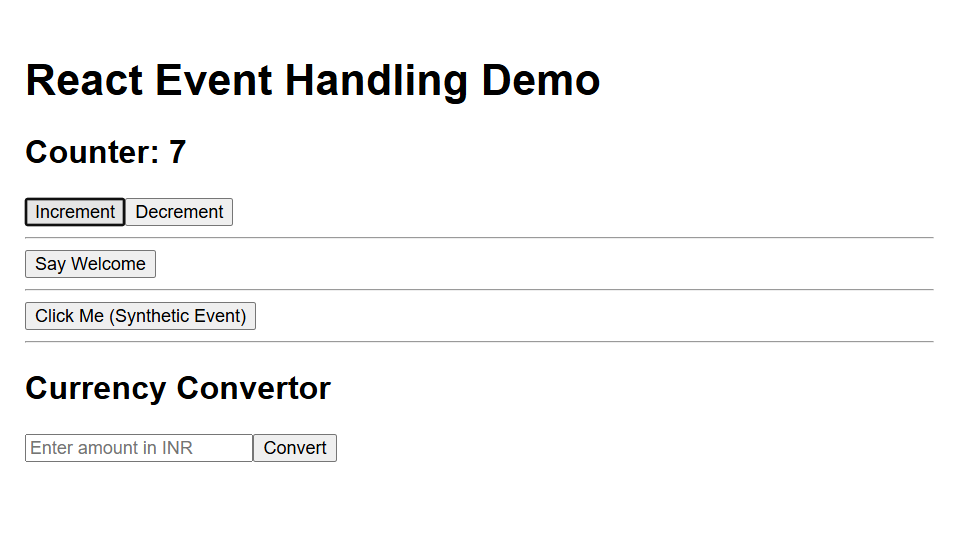 React Event Handling Demo
Counter: 7
Increment Decrement
Say Welcome
Click Me (Synthetic Event)
Currency Convertor
Enter amount in INR Convert